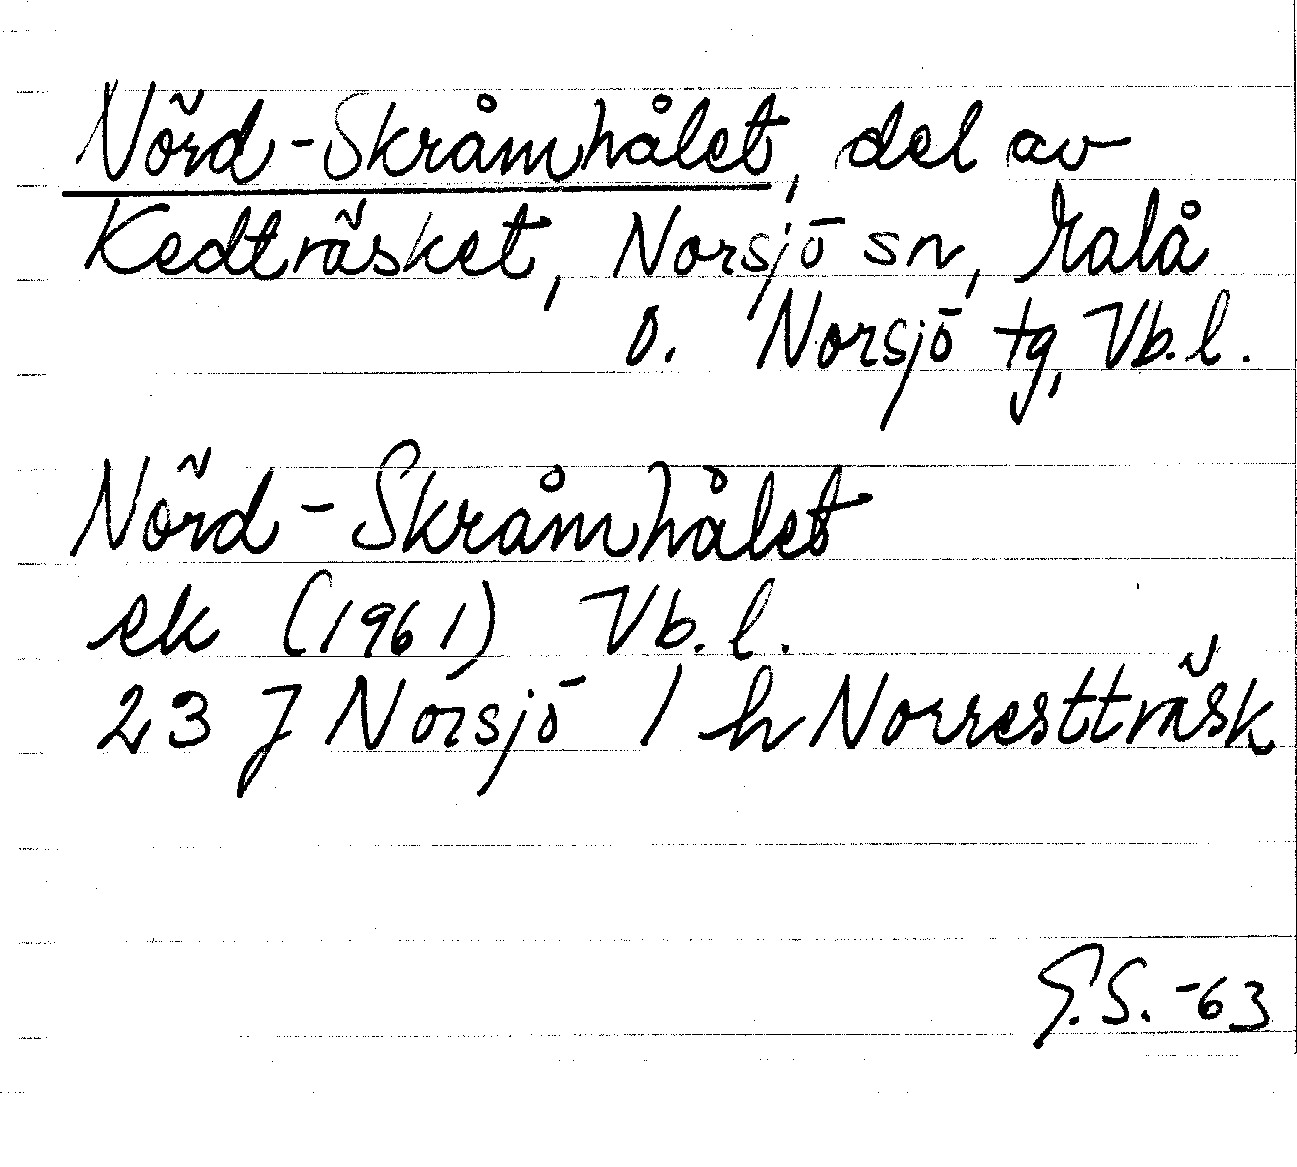 Nörd-Skråmhålet, del av
Kedträsket, Norsjö sn, Malå
o. Norsjö tg, Vb.l.
Nörd-Skråmhålet
ek (1961) Vb.l.
23 J Norsjö 1 h Norresttväsk
G.S. -63